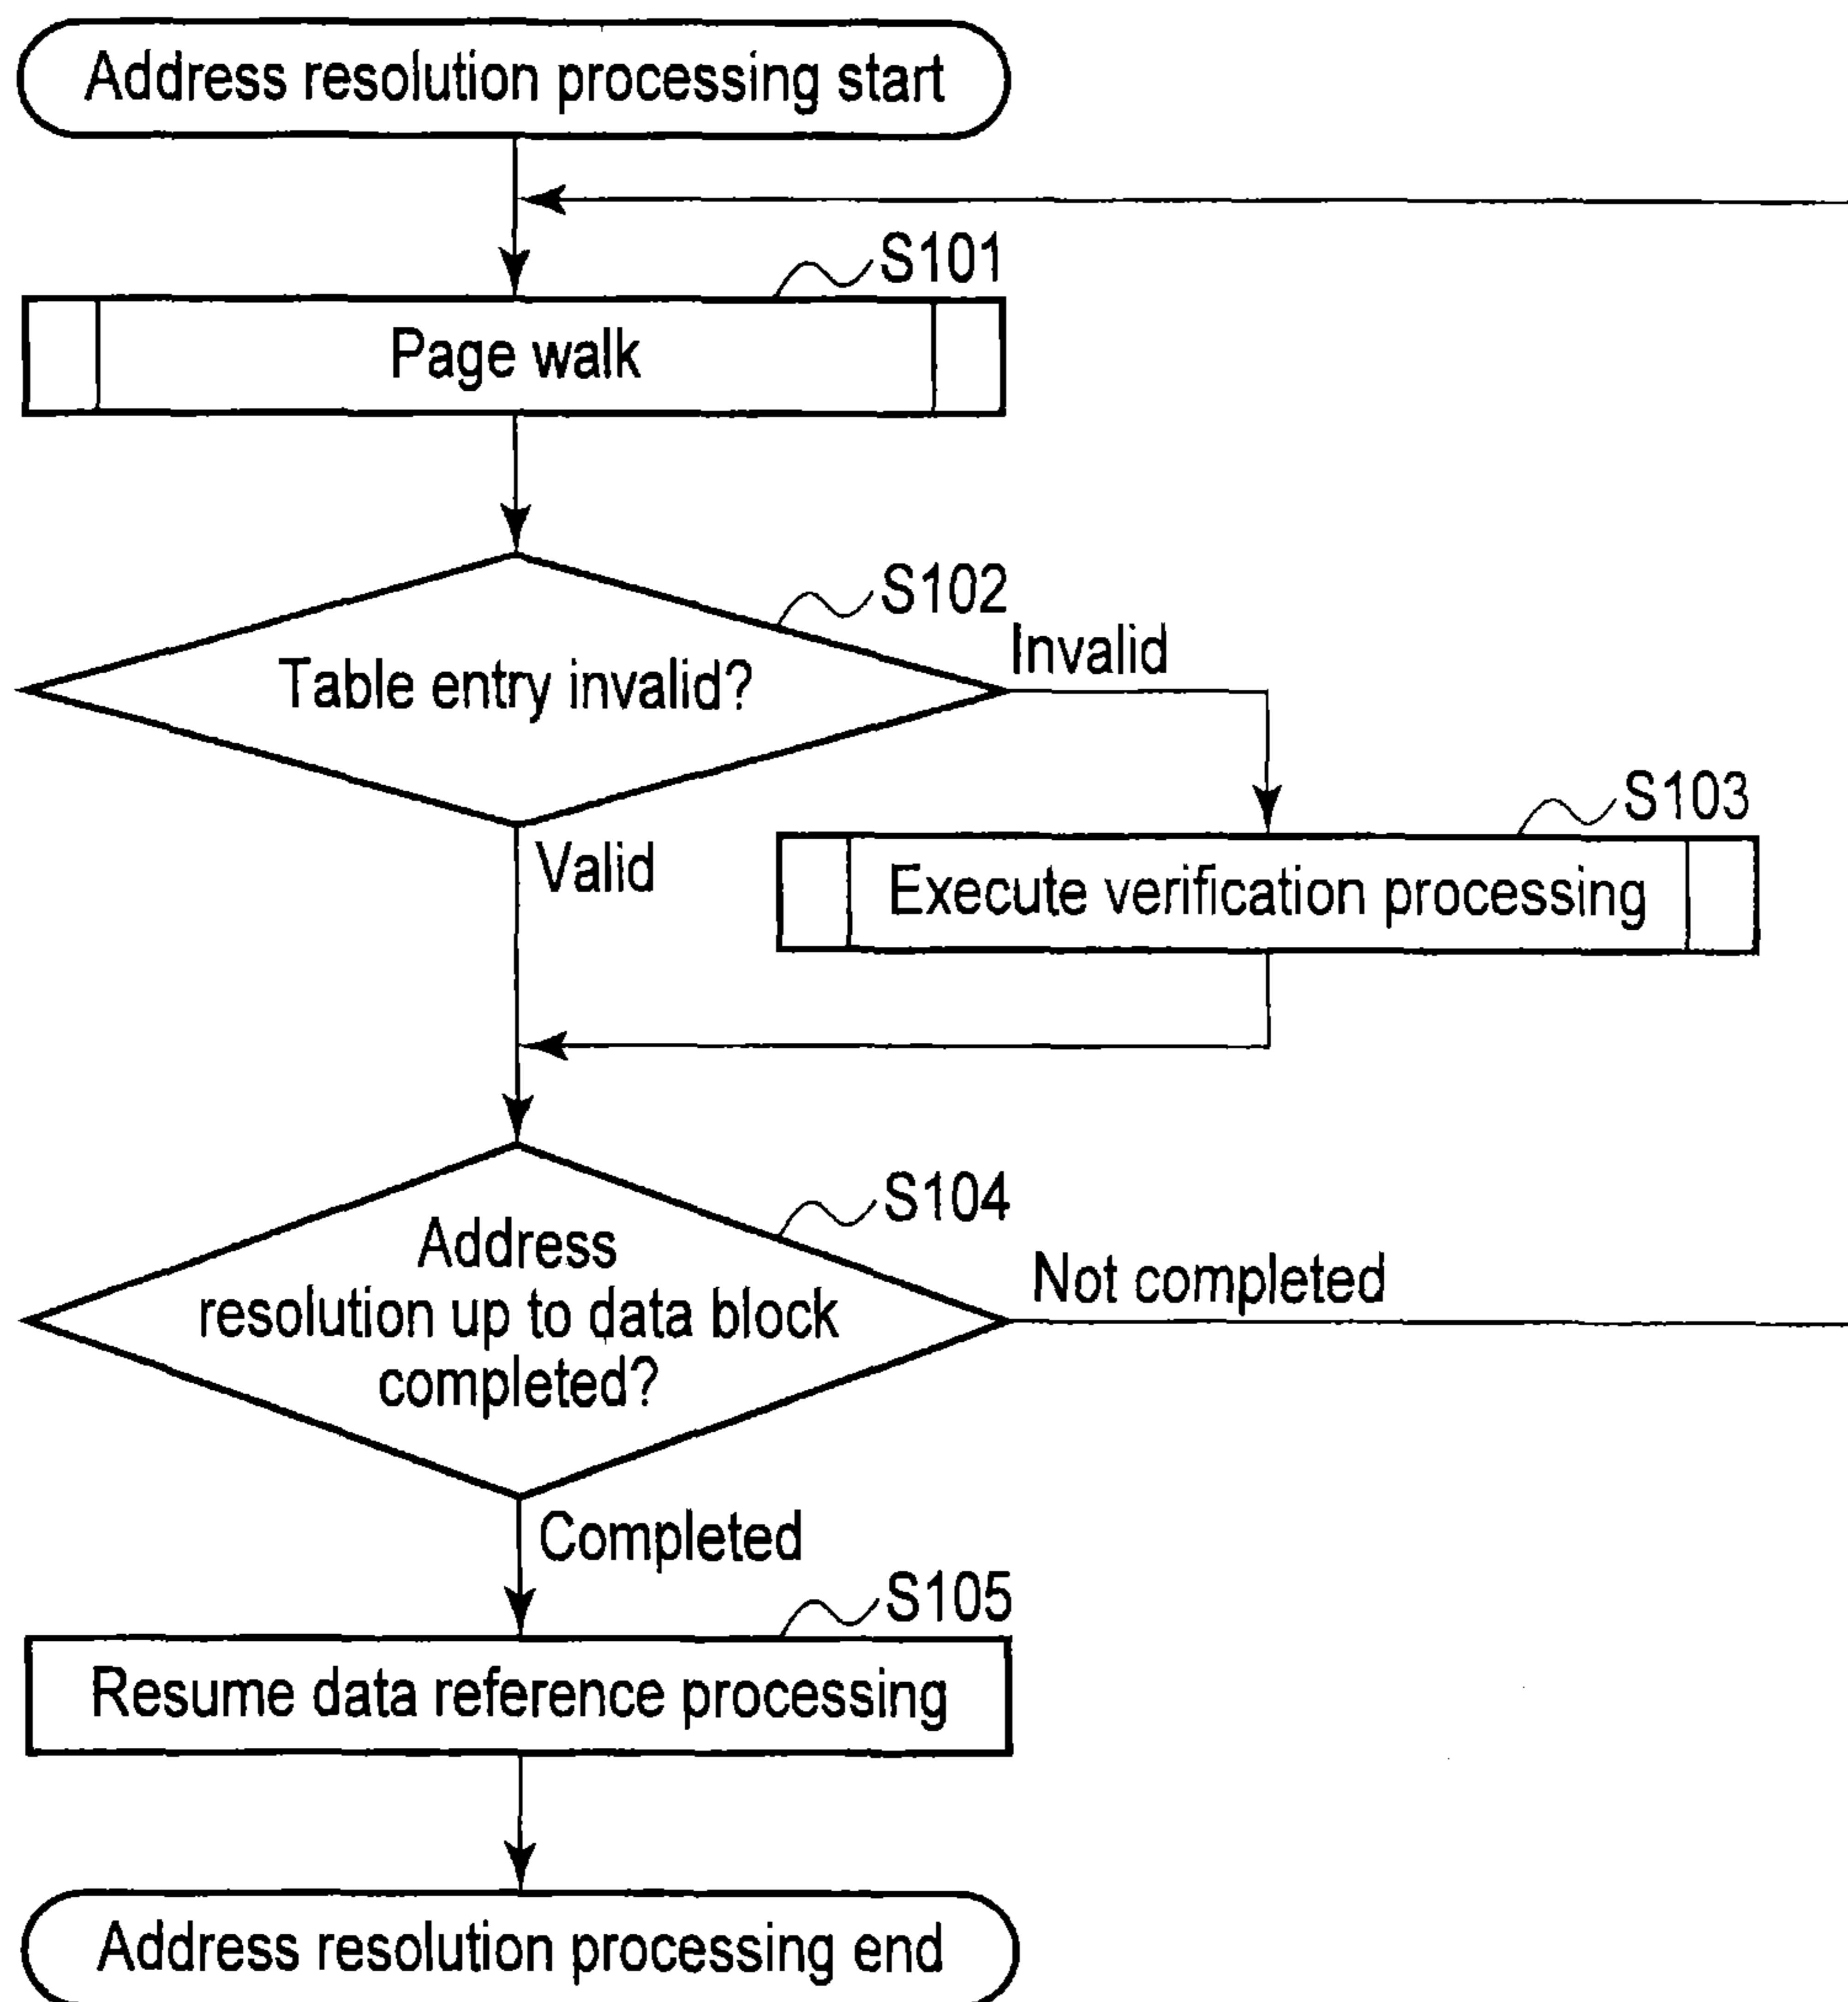 Address resolution processing start
S101
Page walk
S102
Table entry invalid?
Invalid
Valid
S103
Execute verification processing
S104
Address
resolution up to data block
completed?
Not completed
Completed
S105
Resume data reference processing
Address resolution processing end